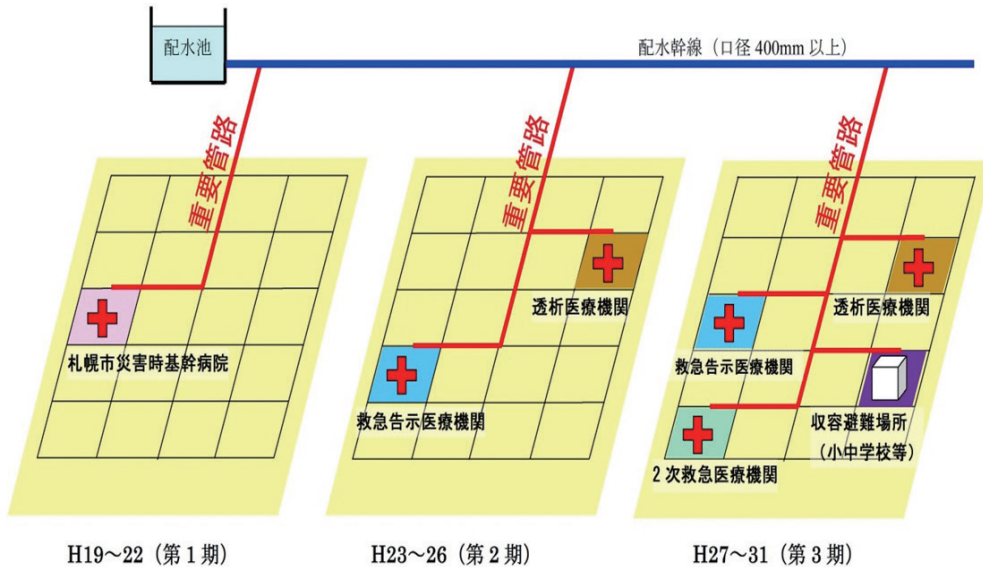 配水池
配水幹線（口径 400mm 以上）
重要管路
札幌市災害時基幹病院
H19～22（第 1 期）
重要管路
透析医療機関
救急告示医療機関
H23～26（第 2 期）
重要管路
透析医療機関
救急告示医療機関
収容避難場所
（小中学校等）
2 次救急医療機関
H27～31（第 3 期）